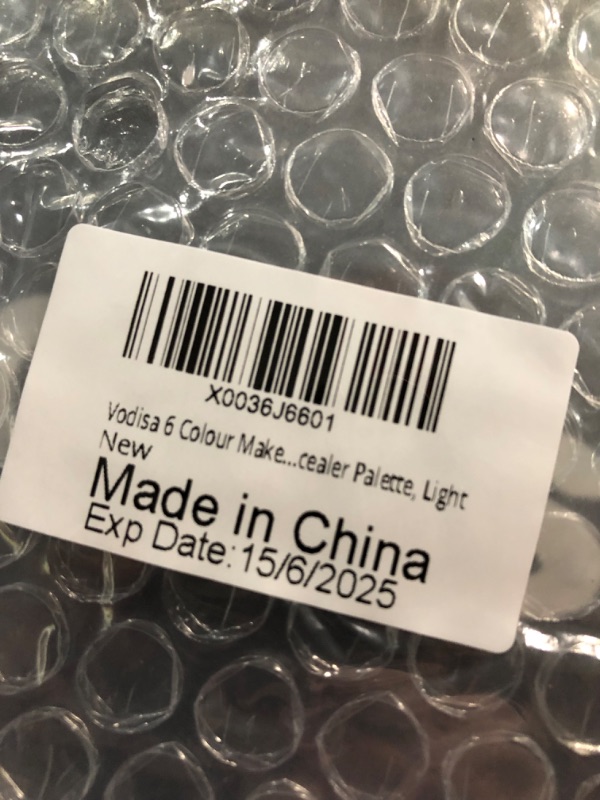 X0036J6601
Vodisa 6 Colour Make...cealer Palette, Light
New
Made in China
Exp Date:15/6/2025